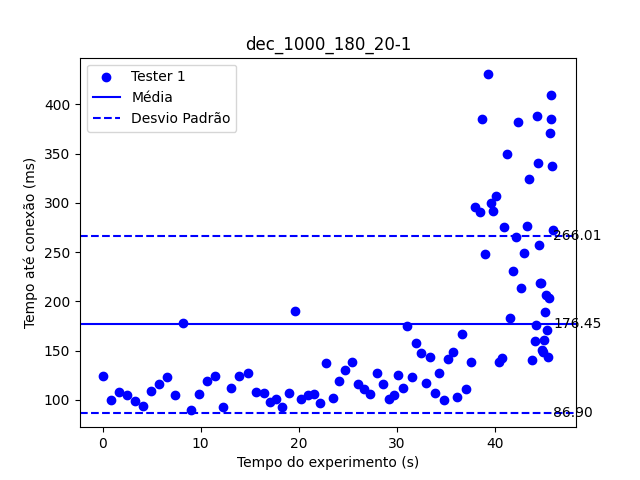 dec_1000_180_20-1
Tester 1
Média
Desvio Padrão
Tempo até conexão (ms)
400
350
300
250
200
150
100
266.01
176.45
86.90
0 10 20 30 40
Tempo do experimento (s)